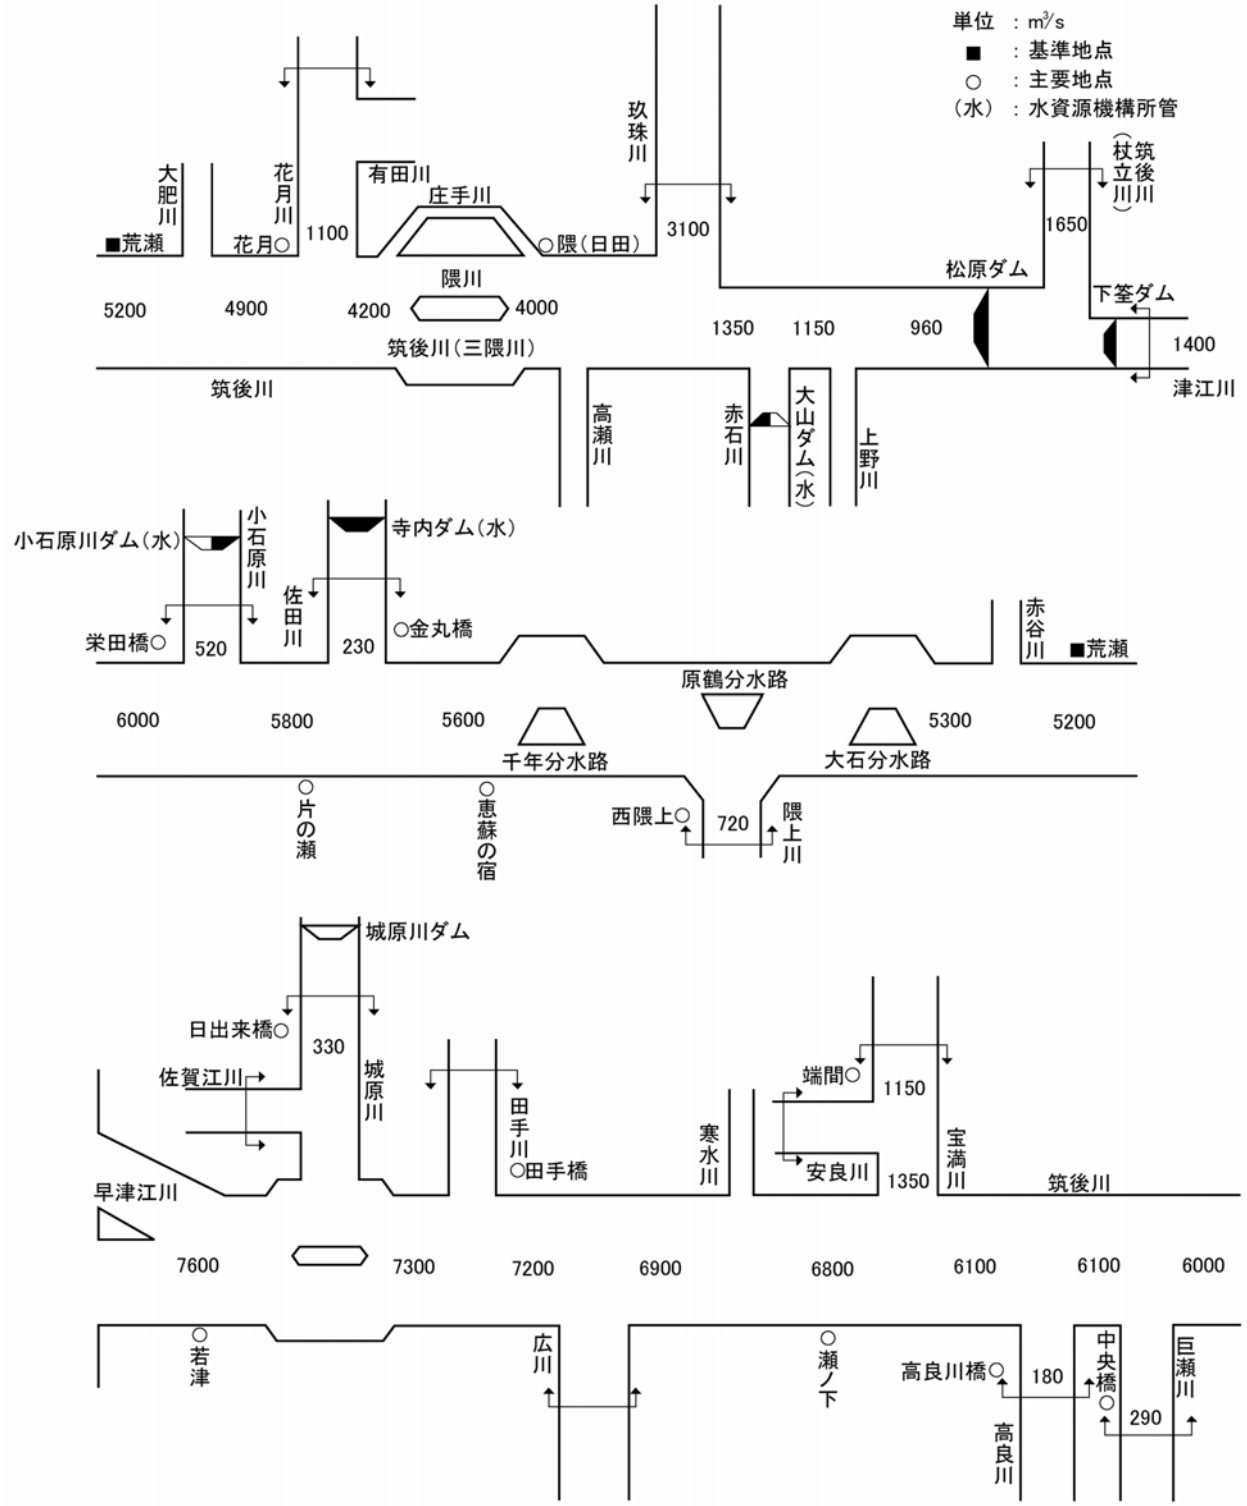 単位 : m³/s
■ : 基準地点
○ : 主要地点
(水) : 水資源機構所管
大肥川
花月川
有田川
庄手川
玖珠川
筑後川
(杖立川)
■荒瀬
花月○
1100
○隈(日田)
3100
1650
隈川
松原ダム
下筌ダム
5200
4900
4200
4000
1350
1150
960
1400
筑後川(三隈川)
筑後川
津江川
高瀬川
赤石川
大山ダム(水)
上野川
小石原川ダム(水)
小石原川
寺内ダム(水)
佐田川
栄田橋○
520
230
○金丸橋
赤谷川
■荒瀬
原鶴分水路
6000
5800
5600
5300
5200
千年分水路
大石分水路
○片の瀬
○恵蘇の宿
西隈上○
720
隈上川
城原川ダム
日出来橋○
330
城原川
佐賀江川
田手川
○田手橋
寒水川
端間○
1150
安良川
1350
宝満川
筑後川
早津江川
7600
7300
7200
6900
6800
6100
6100
6000
○若津
広川
○瀬ノ下
高良川橋○
高良川
180
中央橋○
290
巨瀬川